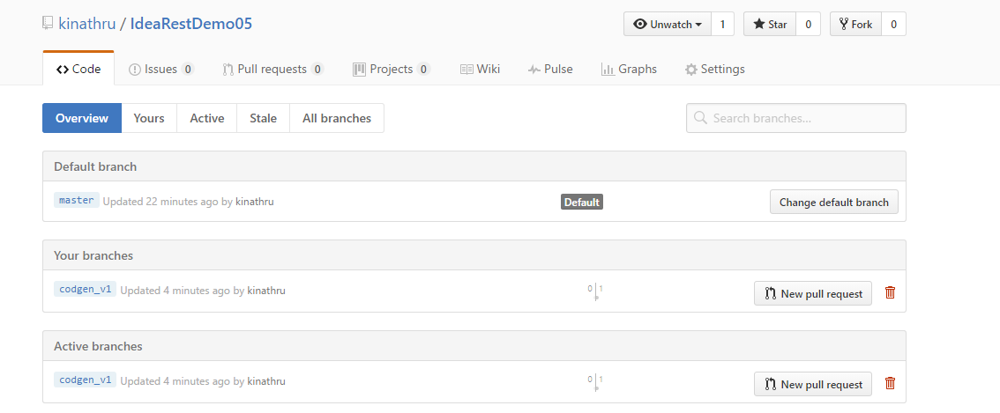 kinathru / IdeaRestDemo05 Unwatch 1 Star 0 Fork 0
Code Issues 0 Pull requests 0 Projects 0 Wiki Pulse Graphs Settings
Overview Yours Active Stale All branches Search branches...
Default branch
master Updated 22 minutes ago by kinathru Default Change default branch
Your branches
codgen_v1 Updated 4 minutes ago by kinathru 0 1 New pull request
Active branches
codgen_v1 Updated 4 minutes ago by kinathru 0 1 New pull request